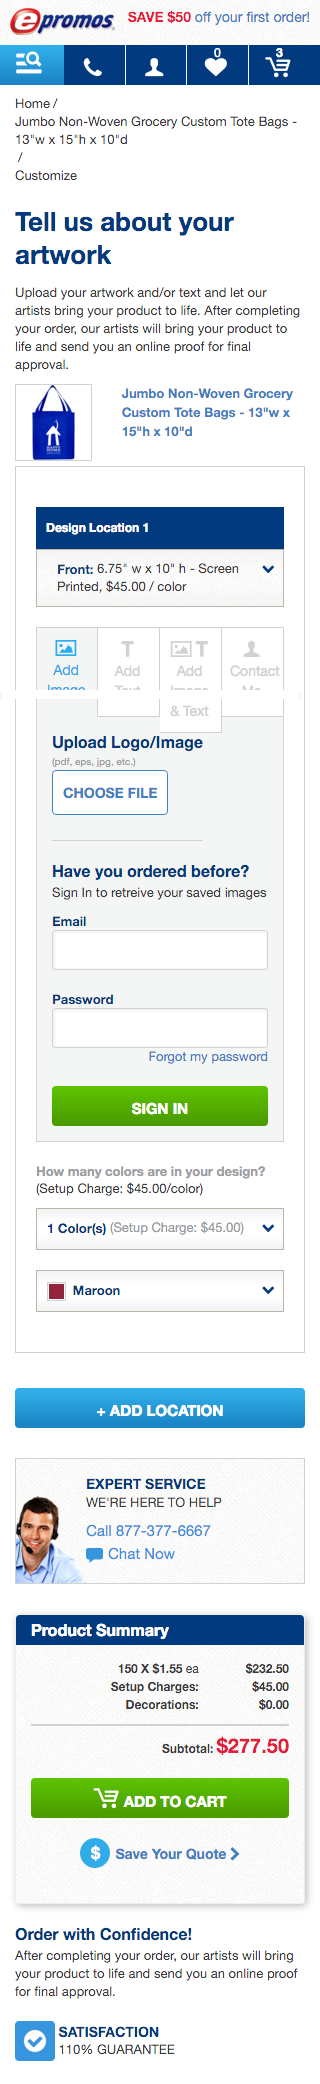 epromos
SAVE $50 off your first order!
0
3
Home /
Jumbo Non-Woven Grocery Custom Tote Bags -
13"w x 15"h x 10"d
/
Customize
Tell us about your
artwork
Upload your artwork and/or text and let our
artists bring your product to life. After completing
your order, our artists will bring your product to
life and send you an online proof for final
approval.
Jumbo Non-Woven Grocery
Custom Tote Bags - 13"w x
15"h x 10"d
Design Location 1
Front: 6.75" w x 10" h - Screen
Printed, $45.00 / color
Add
Image
T
Add
Text
T
Add
Image
& Text
Contact
Me
Upload Logo/Image
(pdf, eps, jpg, etc.)
CHOOSE FILE
Have you ordered before?
Sign In to retreive your saved images
Email
Password
Forgot my password
SIGN IN
How many colors are in your design?
(Setup Charge: $45.00/color)
1 Color(s) (Setup Charge: $45.00)
Maroon
+ ADD LOCATION
EXPERT SERVICE
WE'RE HERE TO HELP
Call 877-377-6667
Chat Now
Product Summary
150 X $1.55 ea $232.50
Setup Charges: $45.00
Decorations: $0.00
Subtotal: $277.50
ADD TO CART
$ Save Your Quote
Order with Confidence!
After completing your order, our artists will bring
your product to life and send you an online proof
for final approval.
SATISFACTION
110% GUARANTEE